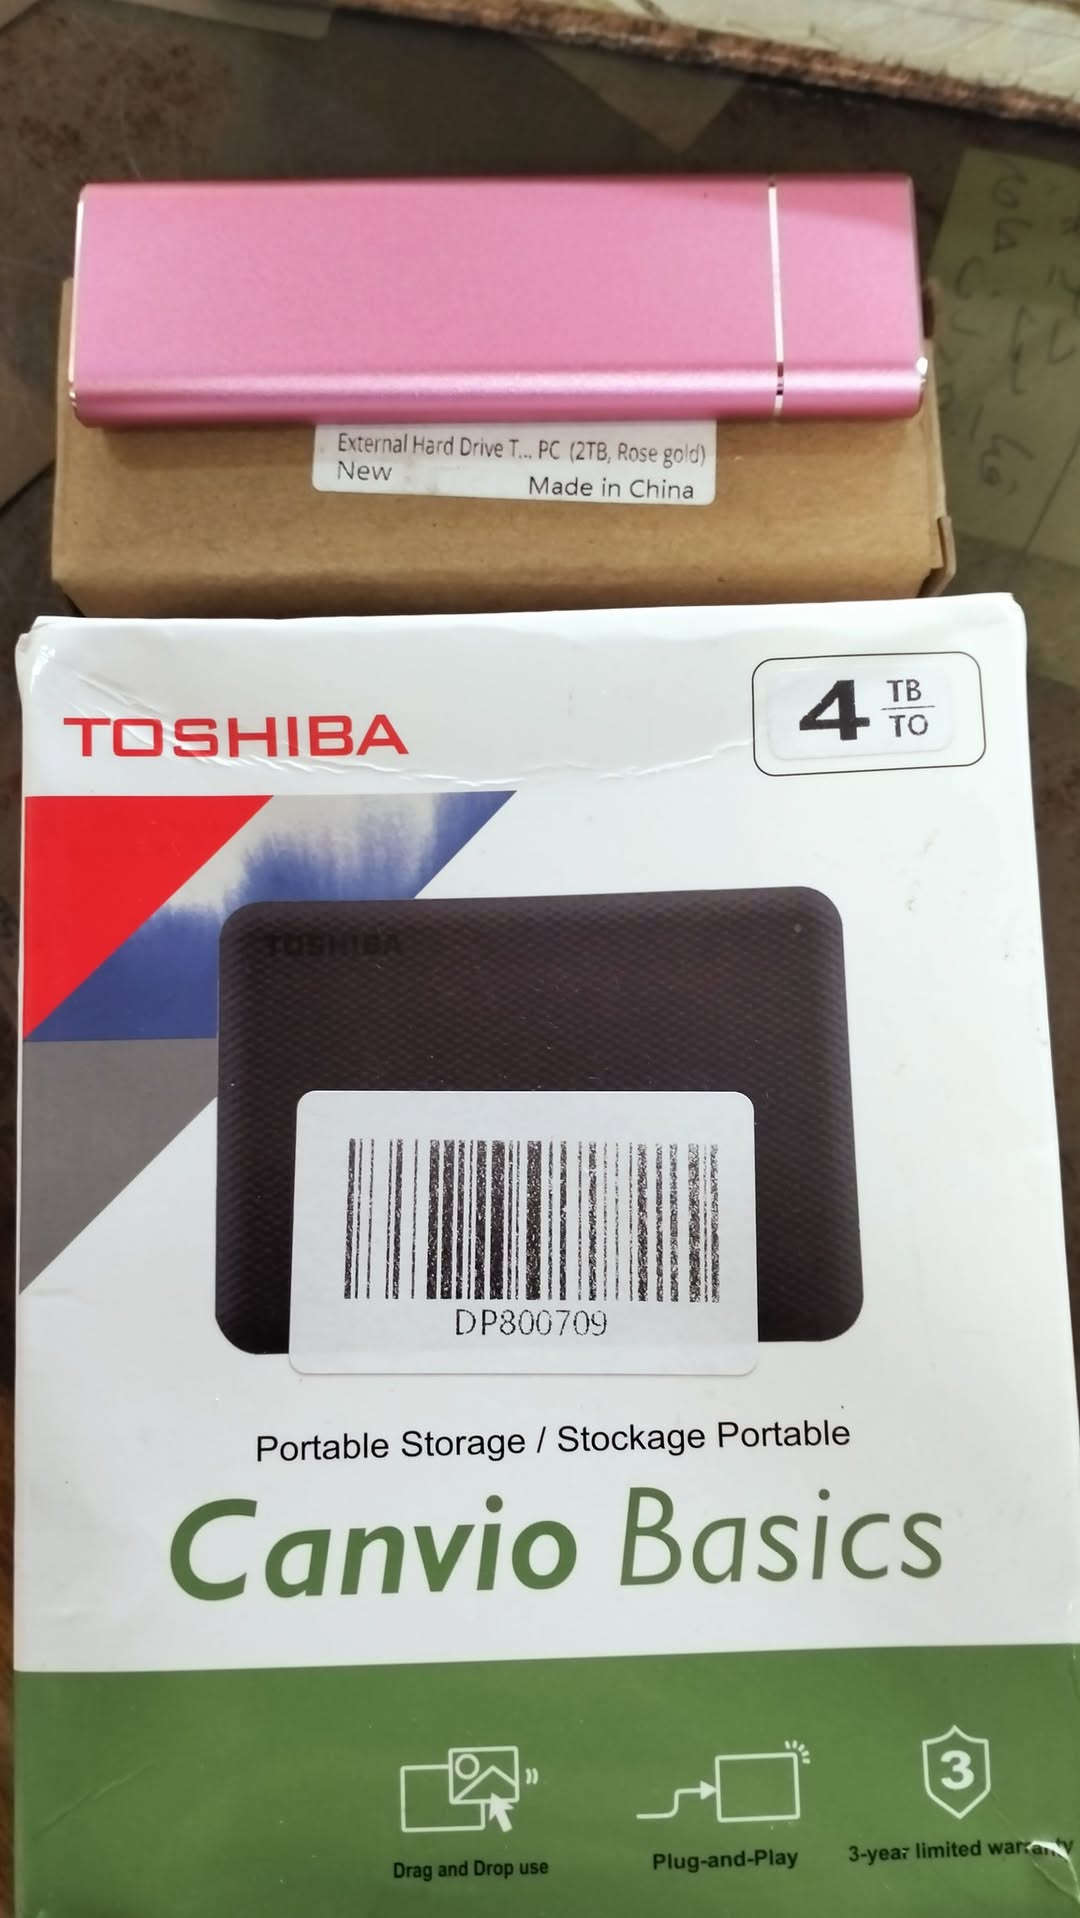 External Hard Drive T... PC (2TB, Rose gold)
New
Made in China
TOSHIBA
4 TB
TO
TOSHIBA
DP800709
Portable Storage / Stockage Portable
Canvio Basics
3
Drag and Drop use
Plug-and-Play
3-year limited warranty